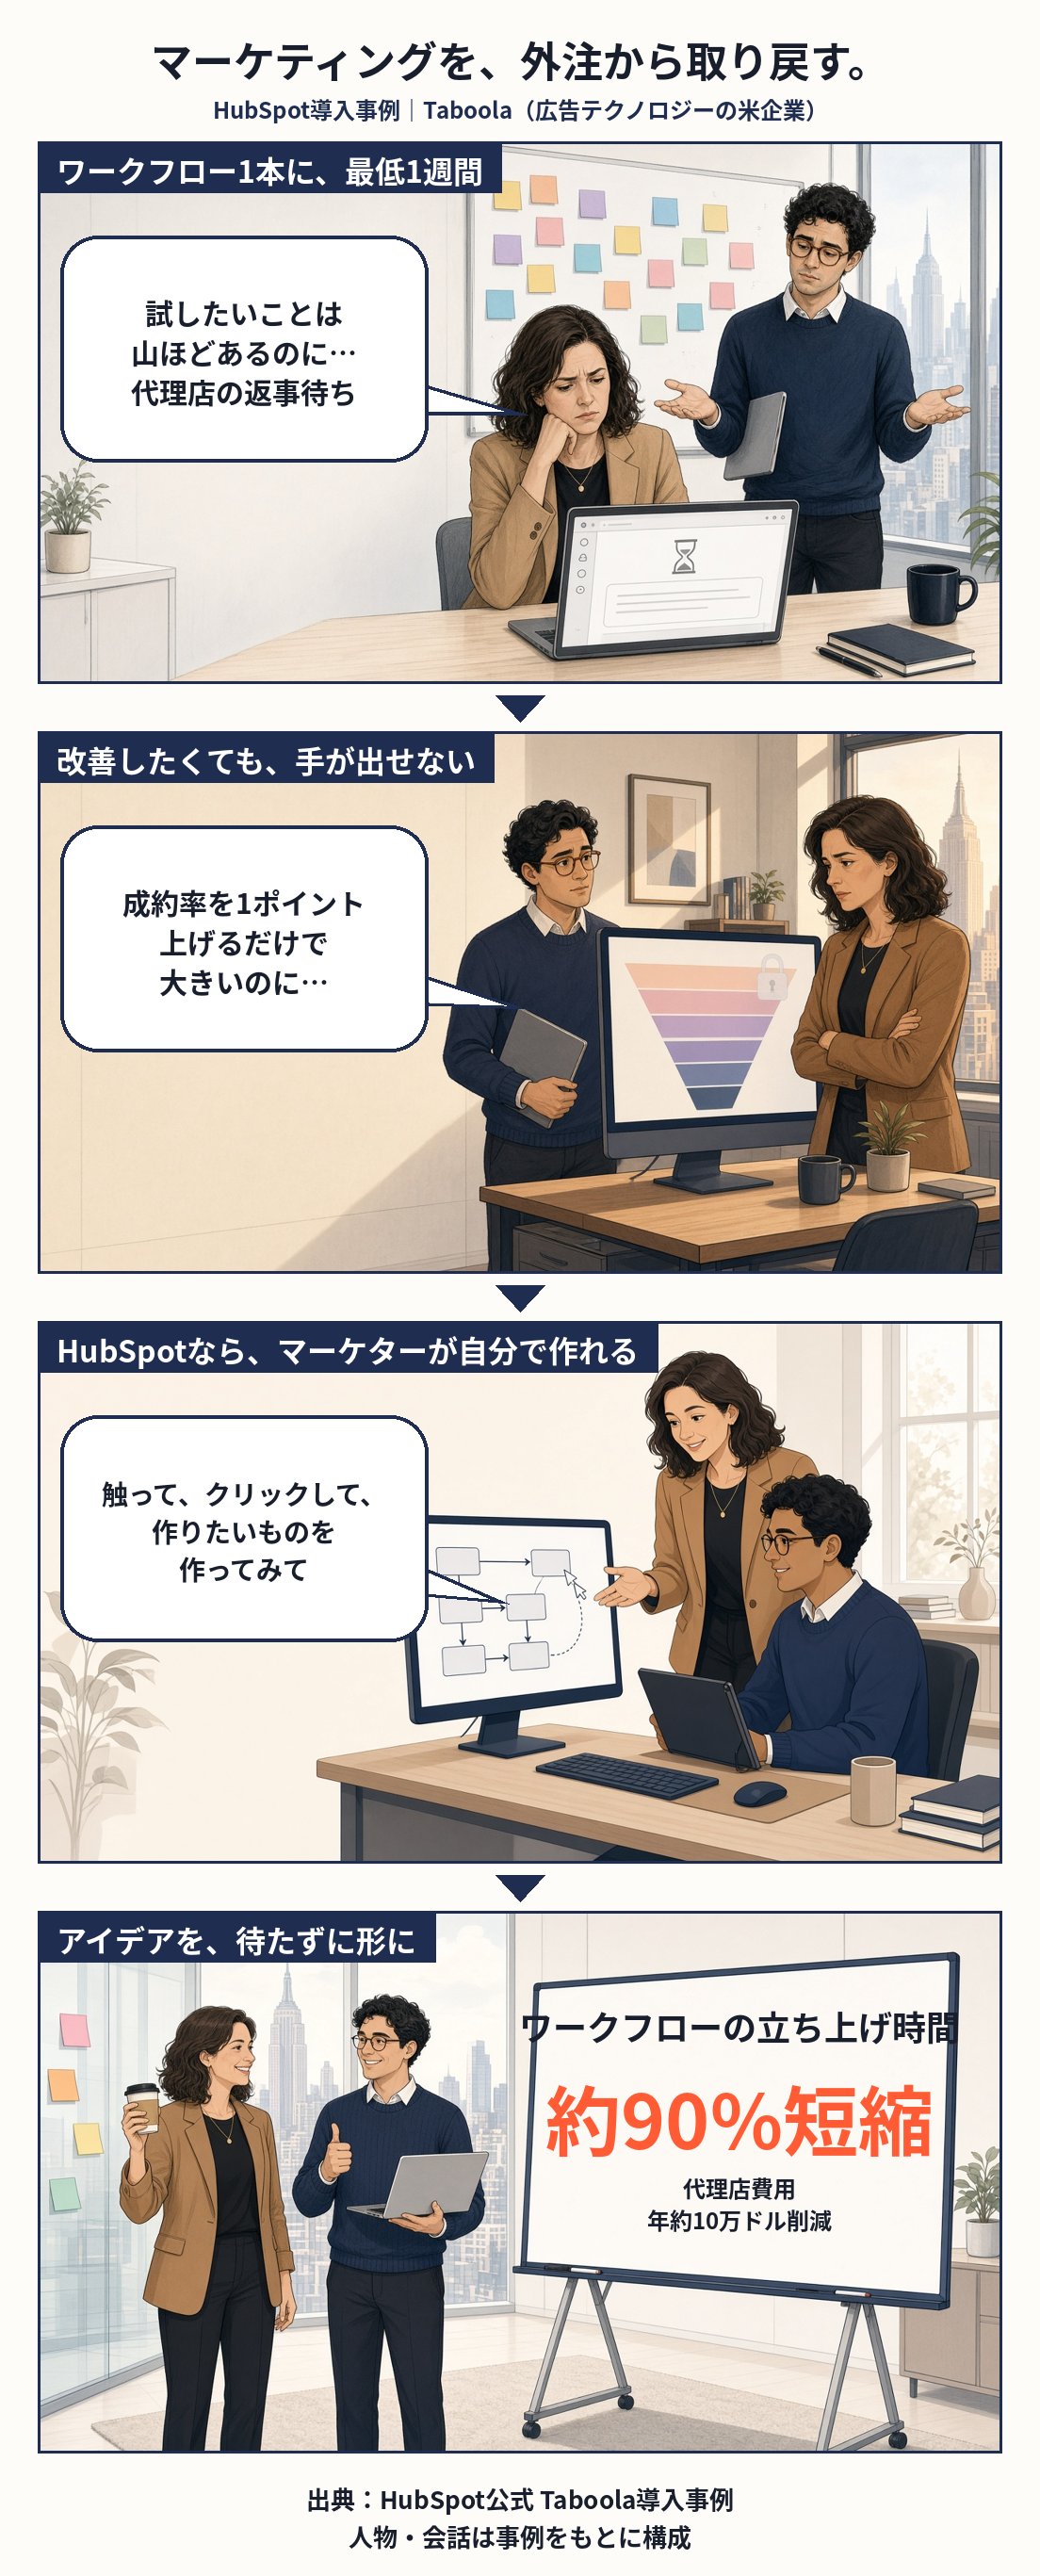 マーケティングを、外注から取り戻す。
HubSpot導入事例｜Taboola（広告テクノロジーの米企業）
ワークフロー1本に、最低1週間
試したいことは
山ほどあるのに…
代理店の返事待ち
改善したくても、手が出せない
成約率を1ポイント
上げるだけで
大きいのに…
HubSpotなら、マーケターが自分で作れる
触って、クリックして、
作りたいものを
作ってみて
アイデアを、待たずに形に
ワークフローの立ち上げ時間
約90%短縮
代理店費用
年約10万ドル削減
出典：HubSpot公式 Taboola導入事例
人物・会話は事例をもとに構成